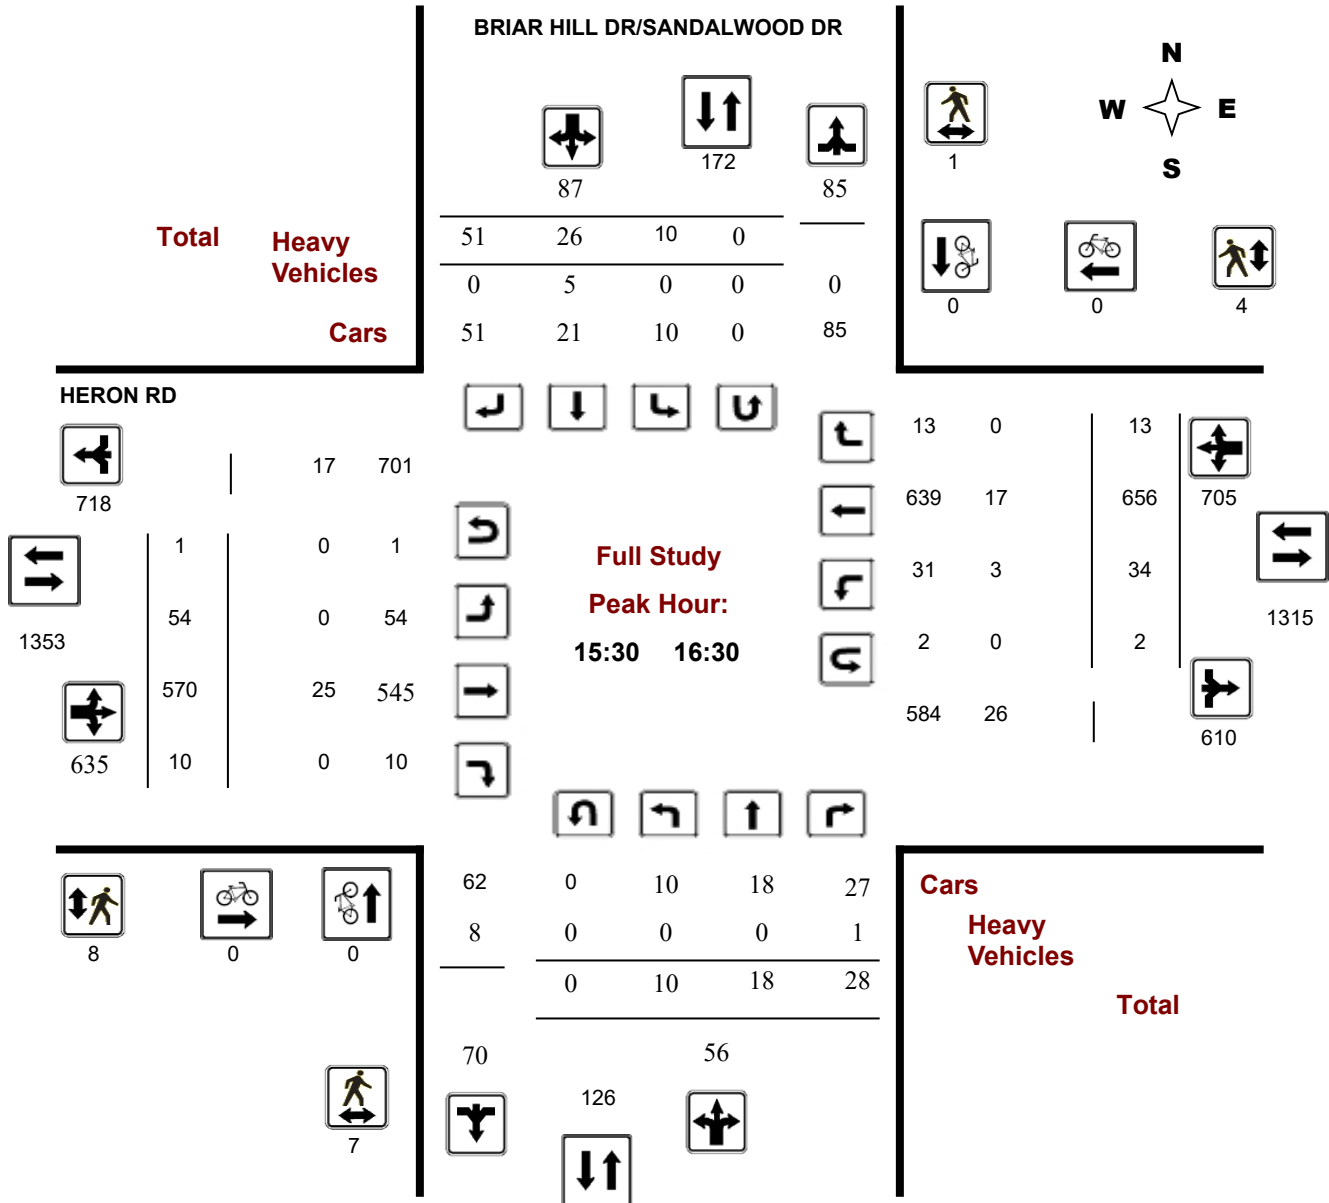 BRIAR HILL DR/SANDALWOOD DR
N
W E
S
172
1
87 85
Total Heavy Vehicles
51 26 10 0
0 5 0 0 0
Cars 51 21 10 0 85
0 0 4
HERON RD
13 0 13
17 701
718
639 17 656 705
1 0 1
Full Study
31 3 34
Peak Hour:
54 0 54
1353
1315
15:30 16:30
2 0 2
570 25 545
584 26
610
635 10 0 10
62 0 10 18 27
Cars
8 0 0 0 1
Heavy Vehicles
8 0 0
0 10 18 28
Total
70 56
126
7